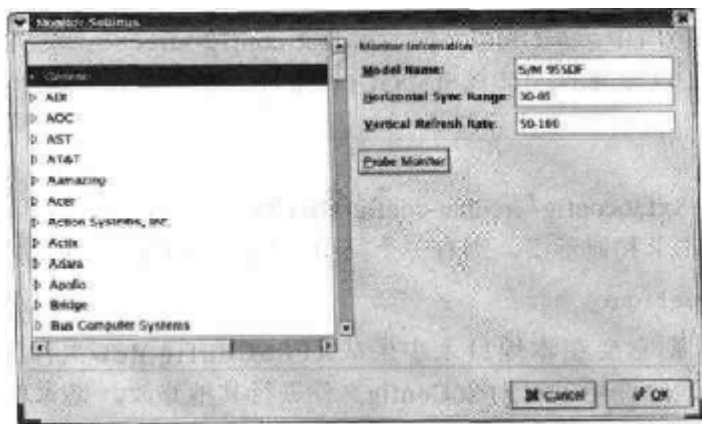 Monitor Settings
Generic
ADI
AOC
AST
AT&T
Aamazing
Acer
Action Systems, Inc.
Actix
Adara
Apollo
Bridge
Bus Computer Systems
Monitor Information
Model Name: S/M 955DF
Horizontal Sync Range: 30-85
Vertical Refresh Rate: 50-160
Probe Monitor
Cancel
OK